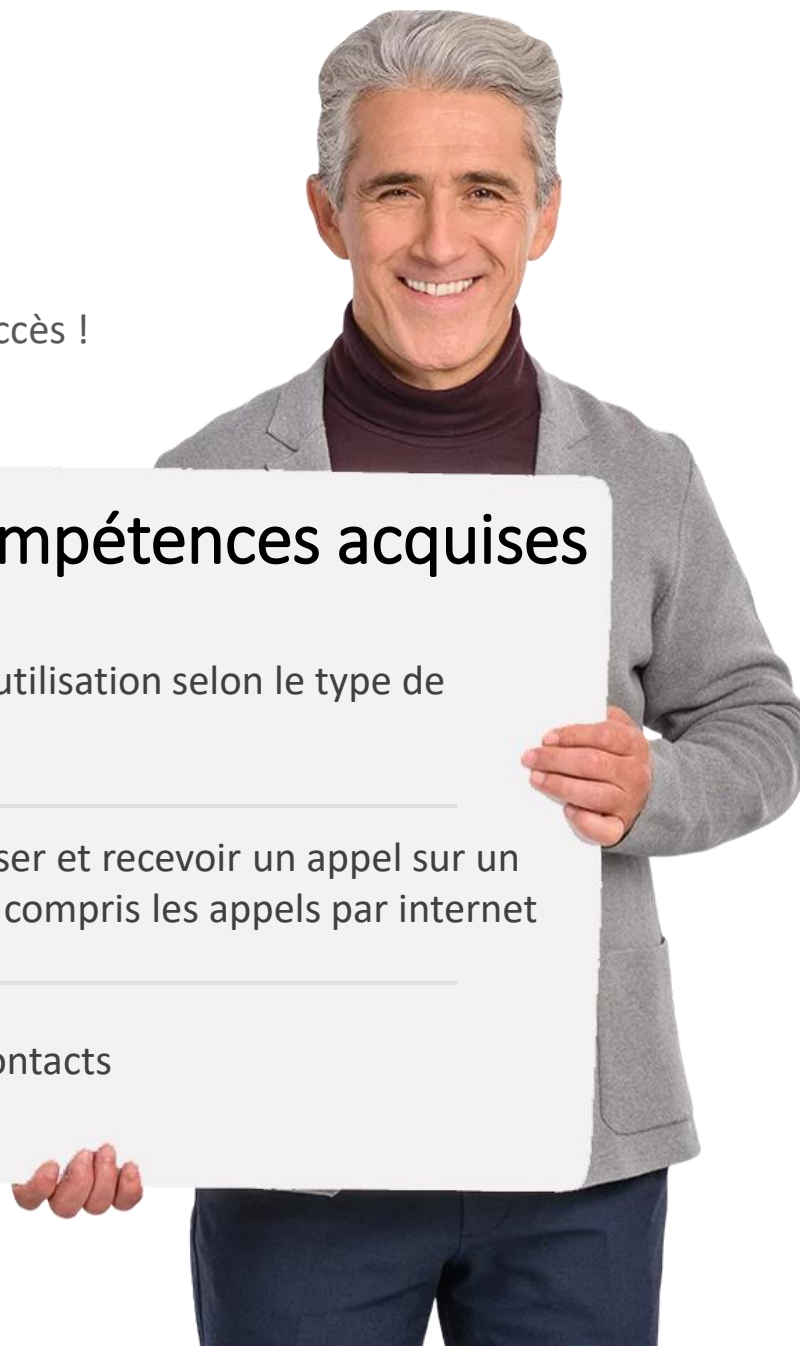 ccès !
mpétences acquises
utilisation selon le type de
ser et recevoir un appel sur un
compris les appels par internet
ontacts